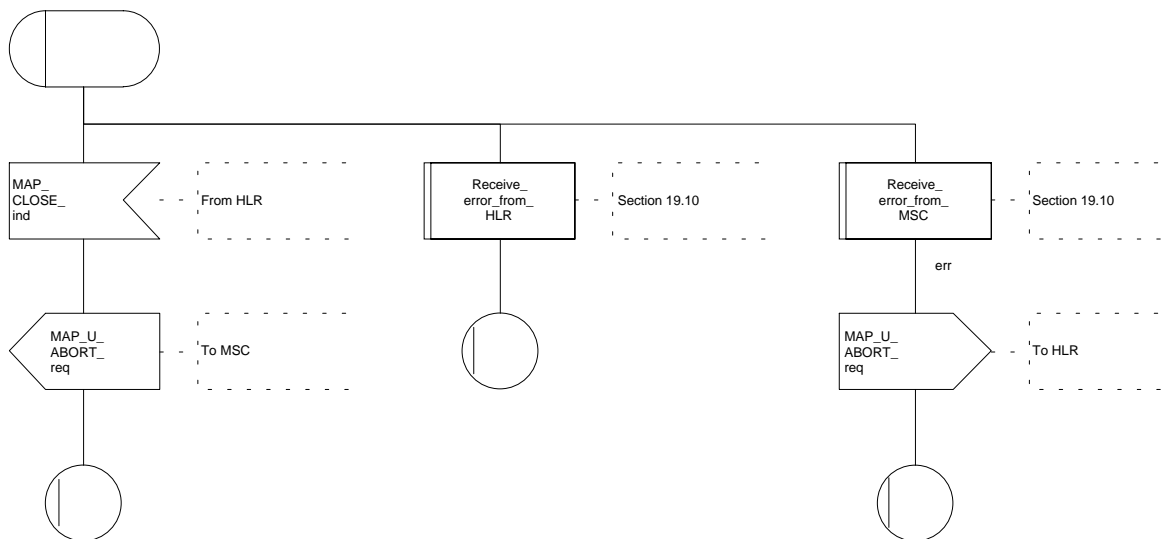 MAP_
CLOSE_
ind
From HLR
Receive_
error_from_
HLR
Section 19.10
Receive_
error_from_
MSC
Section 19.10
err
MAP_U_
ABORT_
req
To MSC
MAP_U_
ABORT_
req
To HLR